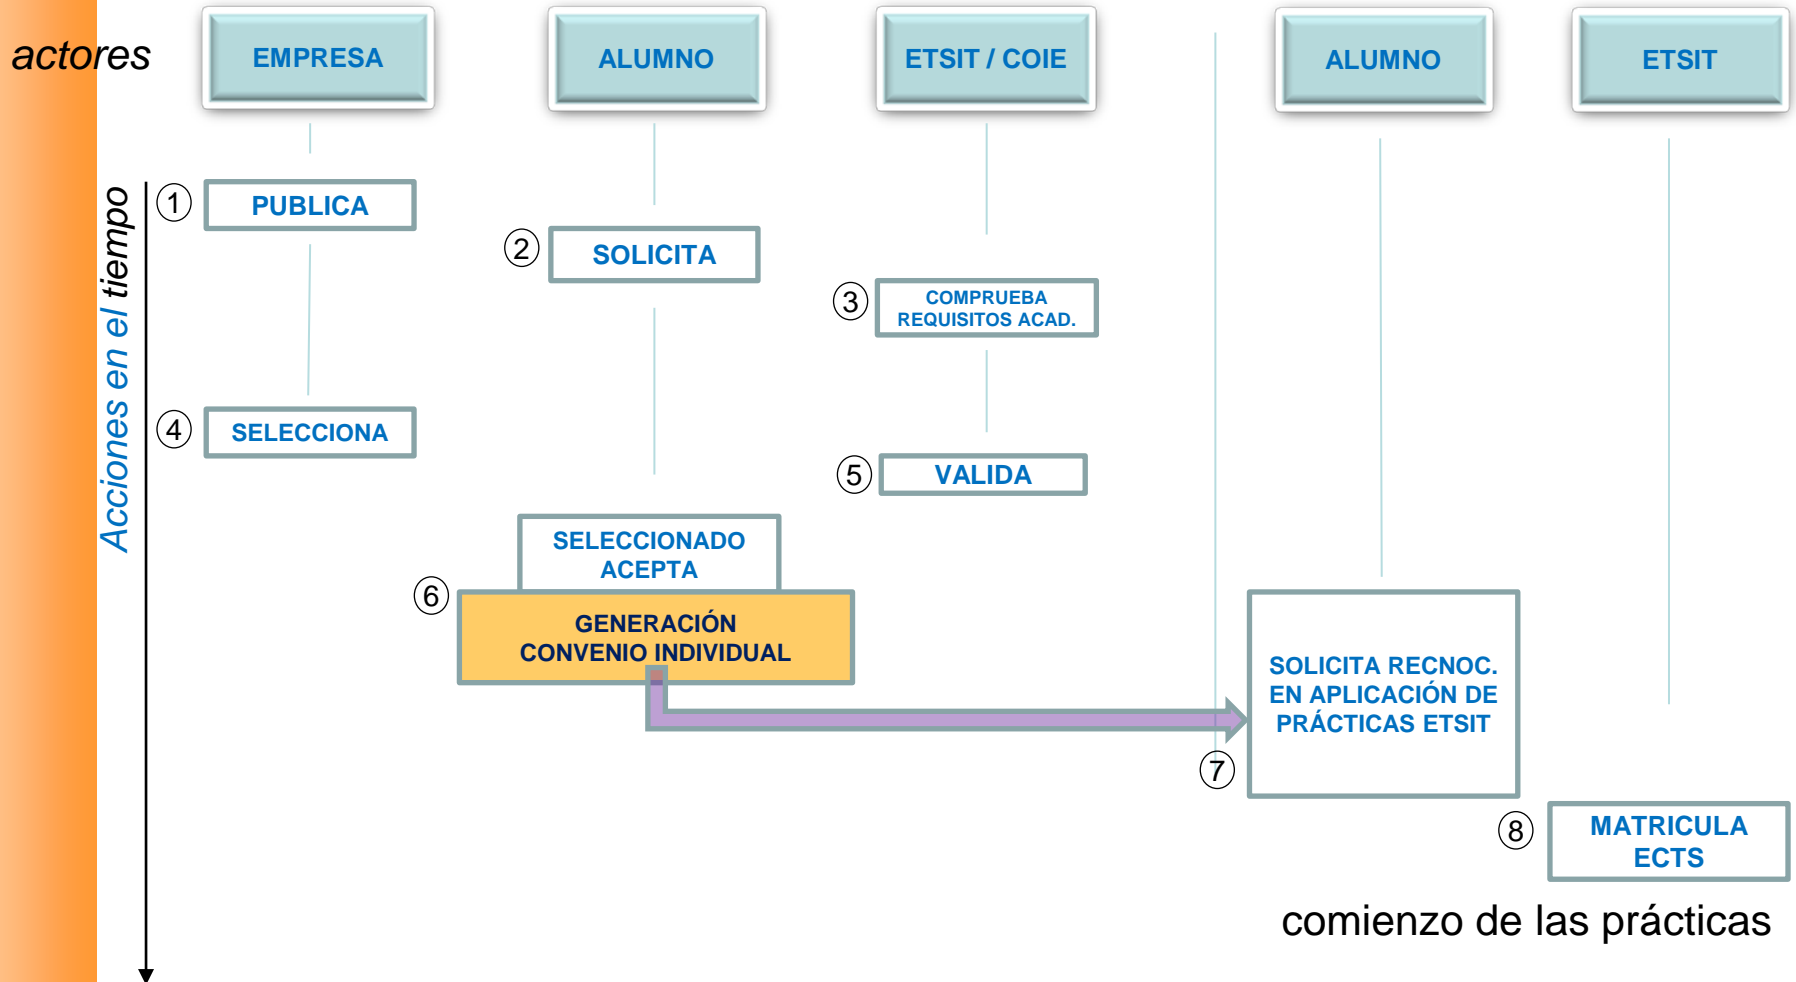 actores
EMPRESA
ALUMNO
ETSIT / COIE
ALUMNO
ETSIT
Acciones en el tiempo
1
PUBLICA
2
SOLICITA
3
COMPRUEBA
REQUISITOS ACAD.
4
SELECCIONA
5
VALIDA
SELECCIONADO
ACEPTA
6
GENERACIÓN
CONVENIO INDIVIDUAL
SOLICITA RECNOC.
EN APLICACIÓN DE
PRÁCTICAS ETSIT
7
8
MATRICULA
ECTS
comienzo de las prácticas